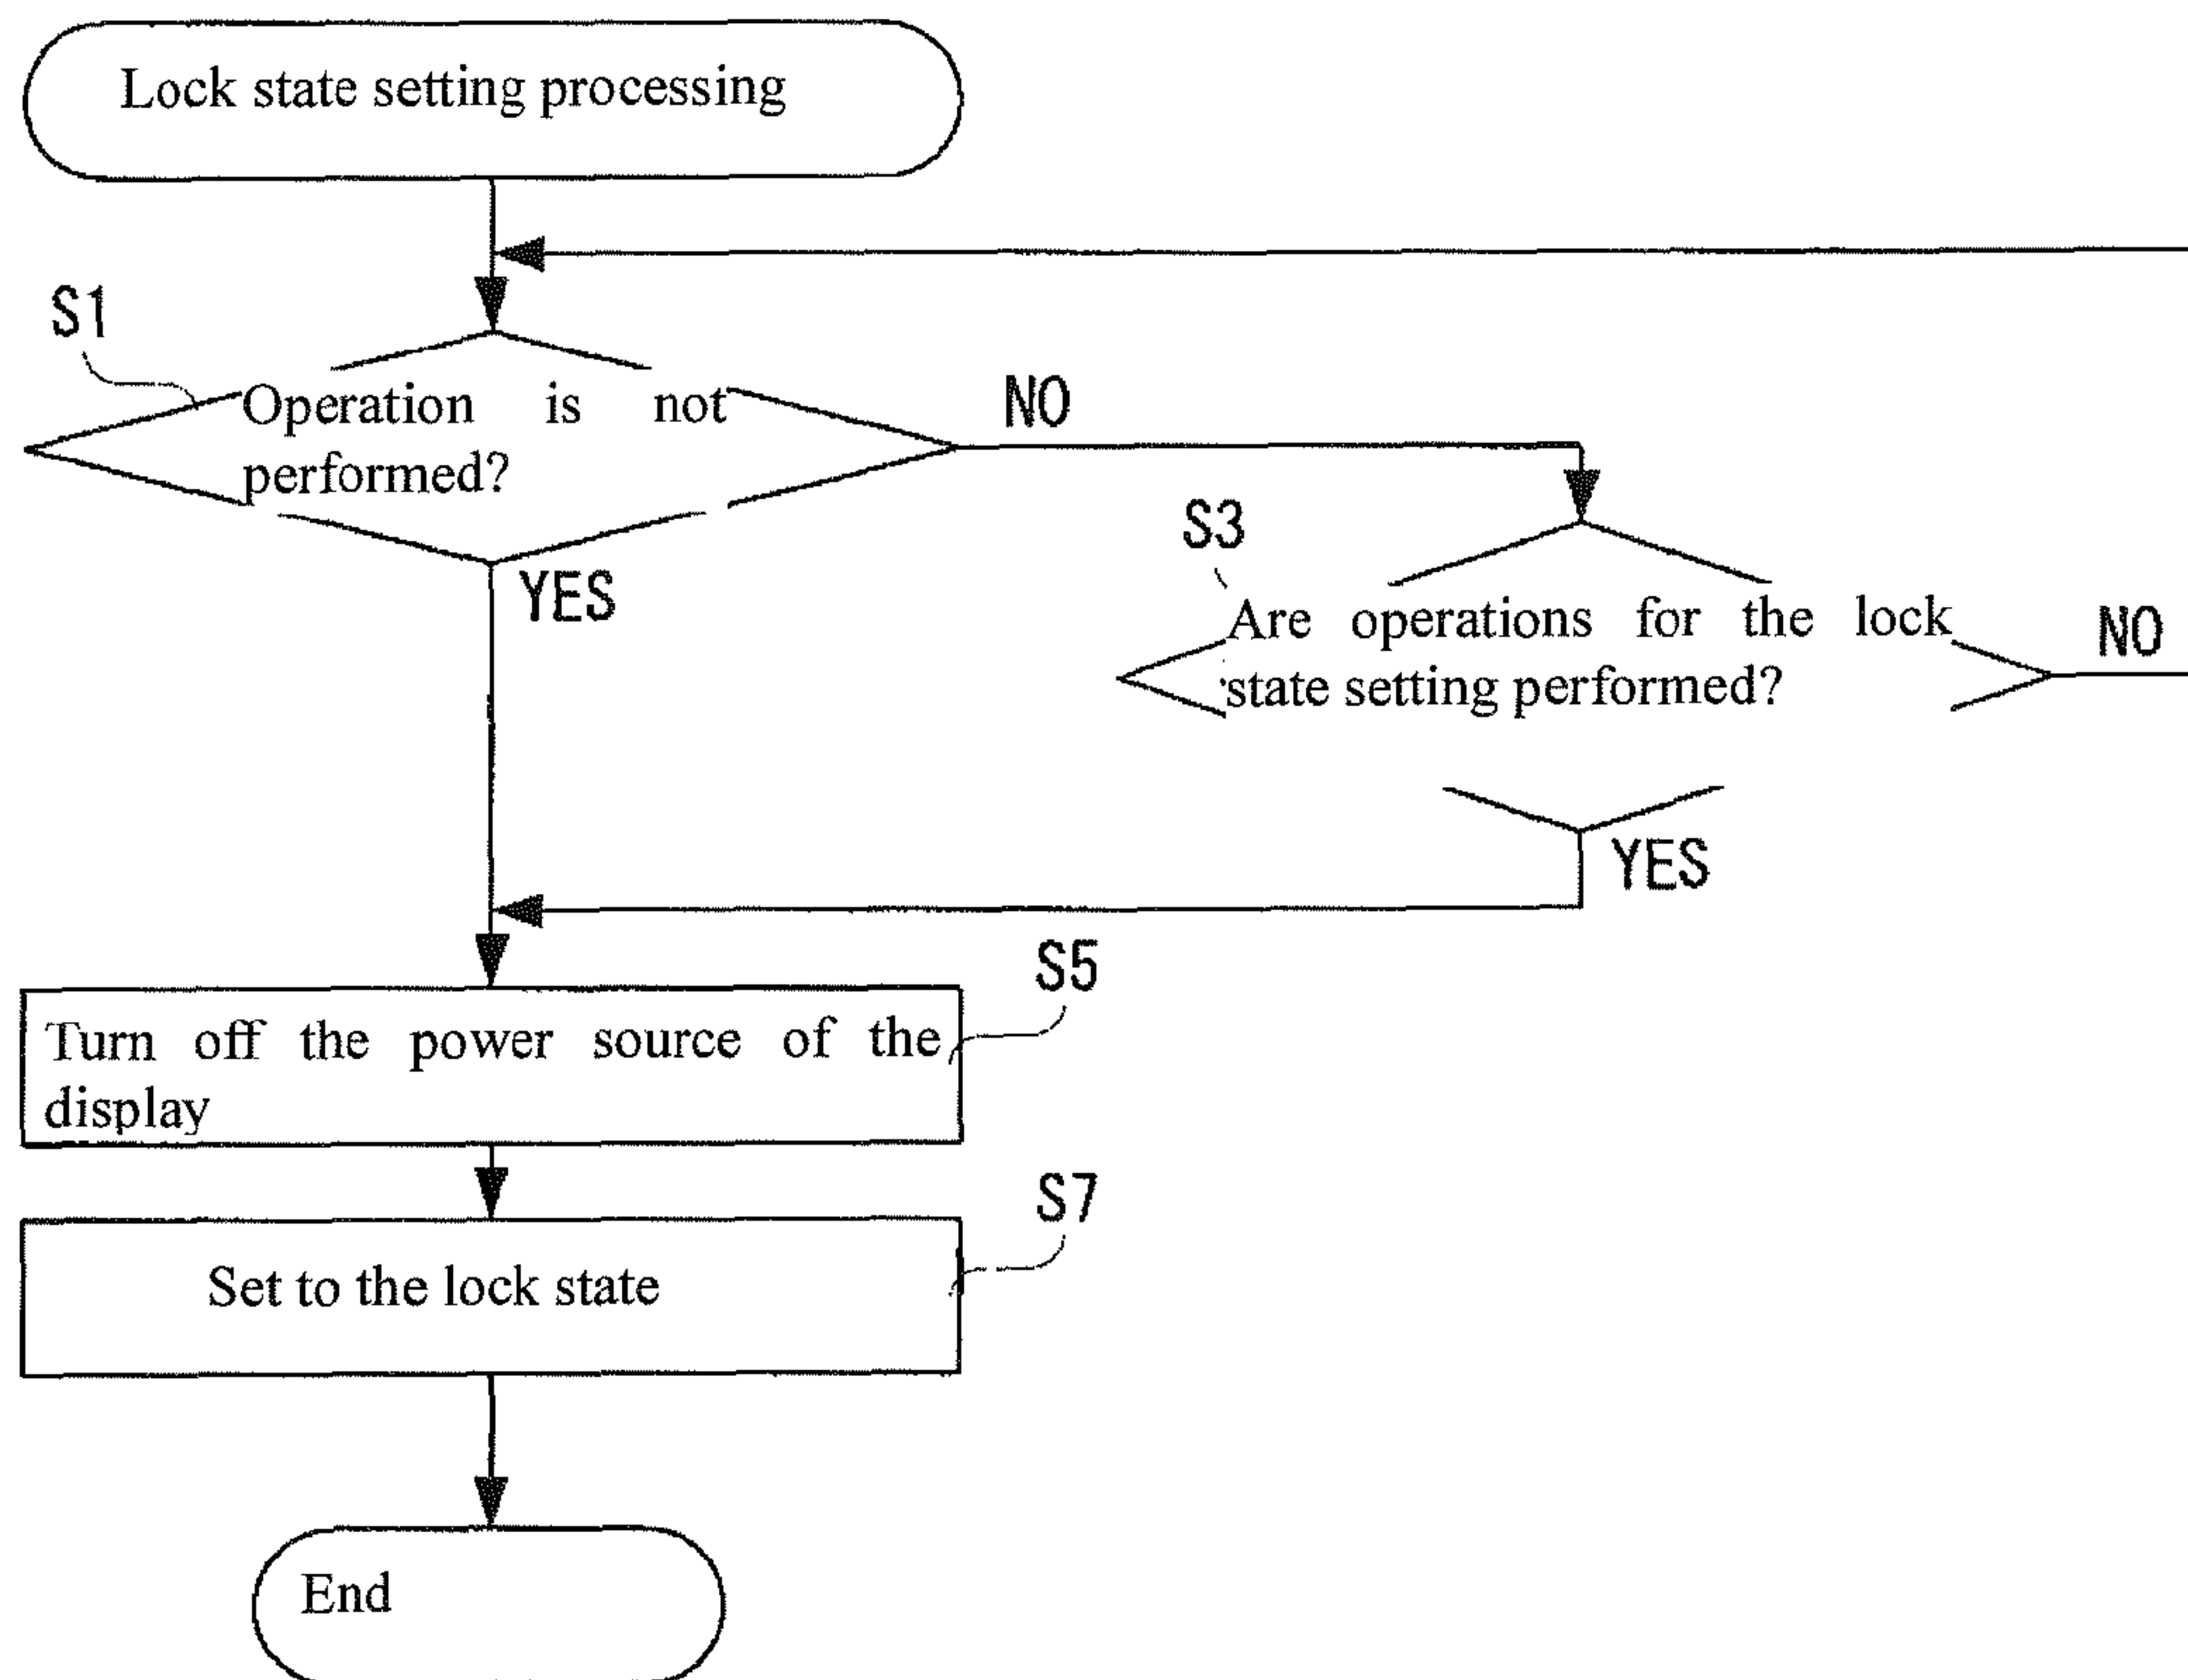 Lock state setting processing
S1
Operation is not
performed?
NO
YES
S3
Are operations for the lock
state setting performed?
NO
YES
S5
Turn off the power source of the
display
S7
Set to the lock state
End